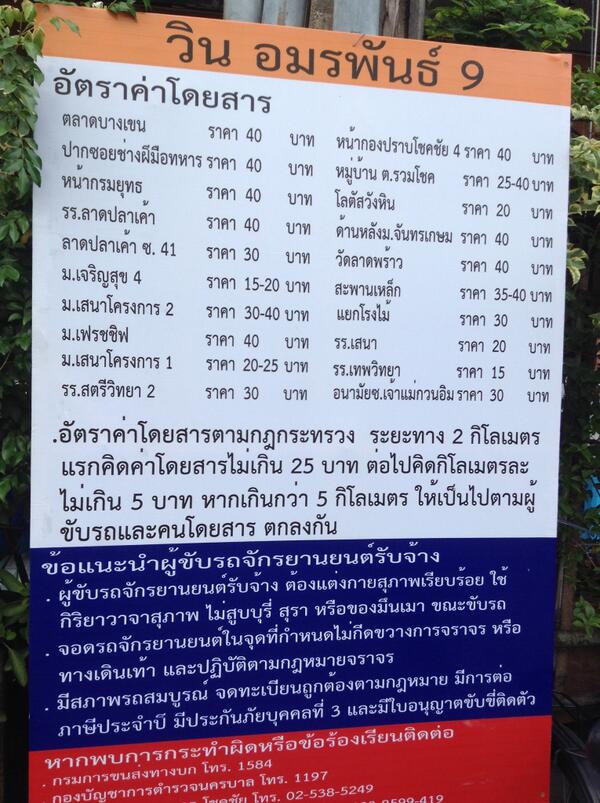 วิน อมรพันธ์ 9
อัตราค่าโดยสาร
ตลาดบางเขน ราคา 40 บาท
ปากซอยช่างฝีมือทหาร ราคา 40 บาท
หน้ากรมยุทธ ราคา 40 บาท
รร.ลาดปลาเค้า ราคา 40 บาท
ลาดปลาเค้า ซ. 41 ราคา 30 บาท
ม.เจริญสุข 4 ราคา 15-20 บาท
ม.เสนาโครงการ 2 ราคา 30-40 บาท
ม.เฟรชชิฟ ราคา 40 บาท
ม.เสนาโครงการ 1 ราคา 20-25 บาท
รร.สตรีวิทยา 2 ราคา 30 บาท
หน้ากองปราบโชคชัย 4 ราคา 40 บาท
หมู่บ้าน ต.รวมโชค ราคา 25-40 บาท
โลตัสวังหิน ราคา 20 บาท
ด้านหลังม.จันทรเกษม ราคา 40 บาท
วัดลาดพร้าว ราคา 40 บาท
สะพานเหล็ก ราคา 35-40 บาท
แยกโรงไม้ ราคา 30 บาท
รร.เสนา ราคา 20 บาท
รร.เทพวิทยา ราคา 15 บาท
อนามัยซ.เจ้าแม่กวนอิม ราคา 30 บาท
.อัตราค่าโดยสารตามกฎกระทรวง ระยะทาง 2 กิโลเมตร
แรกคิดค่าโดยสารไม่เกิน 25 บาท ต่อไปคิดกิโลเมตรละ
ไม่เกิน 5 บาท หากเกินกว่า 5 กิโลเมตร ให้เป็นไปตามผู้
ขับรถและคนโดยสาร ตกลงกัน
ข้อแนะนำผู้ขับรถจักรยานยนต์รับจ้าง
. ผู้ขับรถจักรยานยนต์รับจ้าง ต้องแต่งกายสุภาพเรียบร้อย ใช้
กิริยาวาจาสุภาพ ไม่สูบบุรี่ สุรา หรือของมึนเมา ขณะขับรถ
. จอดรถจักรยานยนต์ในจุดที่กำหนดไม่กีดขวางการจราจร หรือ
ทางเดินเท้า และปฏิบัติตามกฎหมายจราจร
. มีสภาพรถสมบูรณ์ จดทะเบียนถูกต้องตามกฎหมาย มีการต่อ
ภาษีประจำปี มีประกันภัยบุคคลที่ 3 และมีใบอนุญาตขับขี่ติดตัว
หากพบการกระทำผิดหรือข้อร้องเรียนติดต่อ
. กรมการขนส่งทางบก โทร. 1584
กองบัญชาการตำรวจนครบาล โทร. 1197
โชคชัย โทร. 02-538-5249